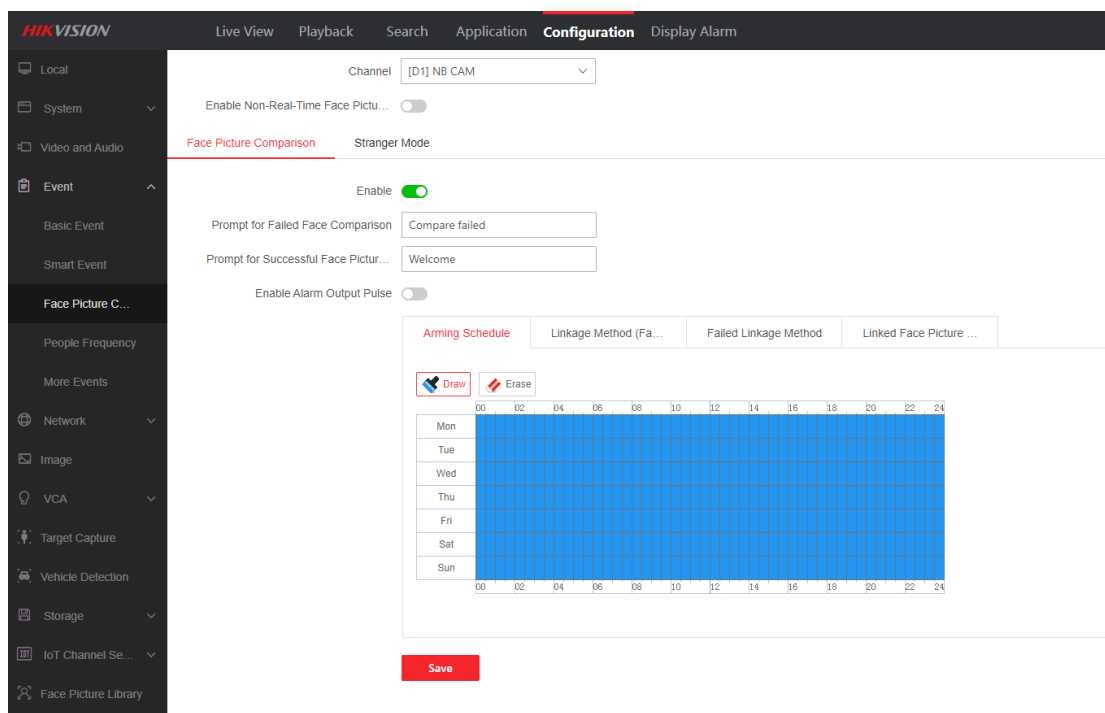 HIKVISION Live View Playback Search Application Configuration Display Alarm
Local
System
Video and Audio
Event
Basic Event
Smart Event
Face Picture C...
People Frequency
More Events
Network
Image
VCA
Target Capture
Vehicle Detection
Storage
IOT IoT Channel Se...
Face Picture Library
Channel [D1] NB CAM
Enable Non-Real-Time Face Pictu...
Face Picture Comparison Stranger Mode
Enable
Prompt for Failed Face Comparison Compare failed
Prompt for Successful Face Pictur... Welcome
Enable Alarm Output Pulse
Arming Schedule Linkage Method (Fa... Failed Linkage Method Linked Face Picture ...
Draw Erase
00 02 04 06 08 10 12 14 16 18 20 22 24
Mon
Tue
Wed
Thu
Fri
Sat
Sun
00 02 04 06 08 10 12 14 16 18 20 22 24
Save